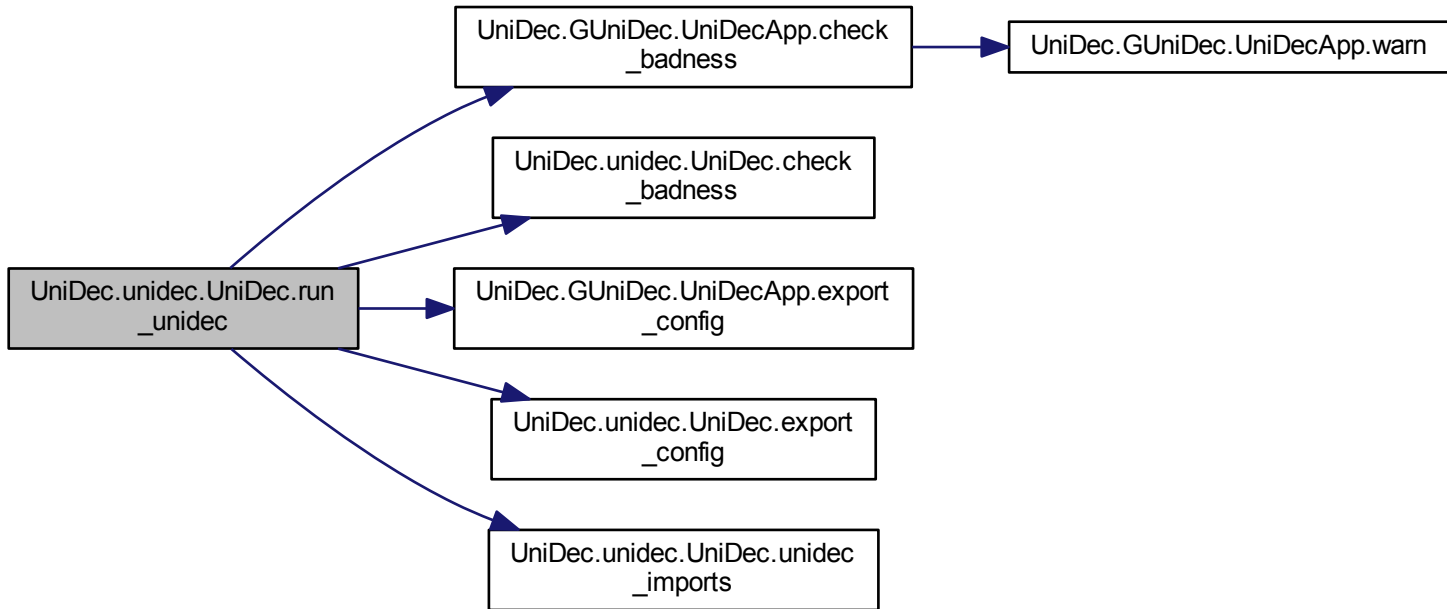 UniDec.GUniDec.UniDecApp.check
_badness
UniDec.GUniDec.UniDecApp.warn
UniDec.unidec.UniDec.check
_badness
UniDec.unidec.UniDec.run
_unidec
UniDec.GUniDec.UniDecApp.export
_config
UniDec.unidec.UniDec.export
_config
UniDec.unidec.UniDec.unidec
_imports